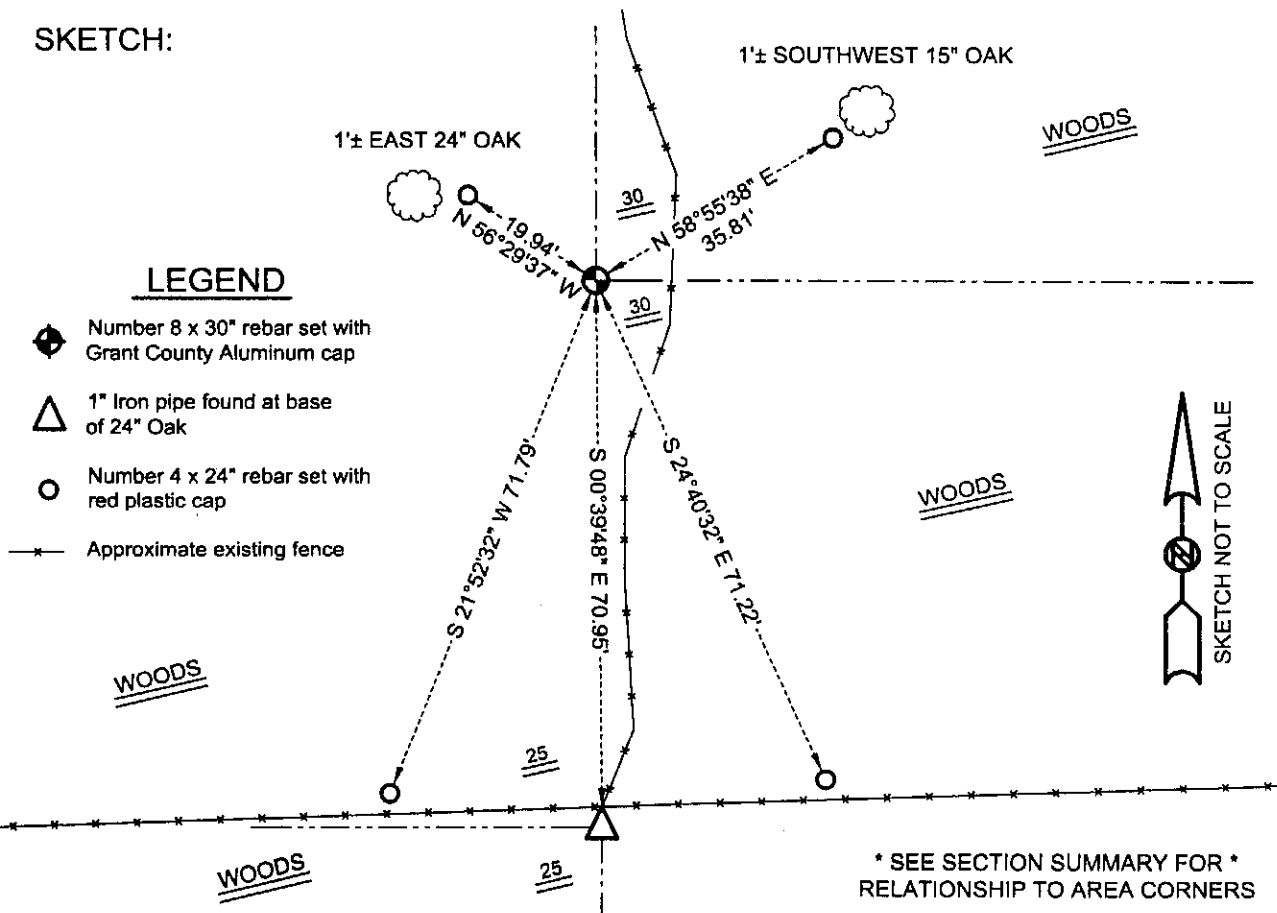 SKETCH:
1'± SOUTHWEST 15" OAK
1'± EAST 24" OAK
WOODS
30
N 58°55'38" E
35.81'
19.94'
N 56°29'37" W
30
LEGEND
Number 8 x 30" rebar set with
Grant County Aluminum cap
1" Iron pipe found at base
of 24" Oak
Number 4 x 24" rebar set with
red plastic cap
Approximate existing fence
S 21°52'32" W 71.79'
S 00°39'48" E 70.95'
S 24°40'32" E 71.22'
WOODS
N
SKETCH NOT TO SCALE
WOODS
25
WOODS
25
* SEE SECTION SUMMARY FOR *
RELATIONSHIP TO AREA CORNERS